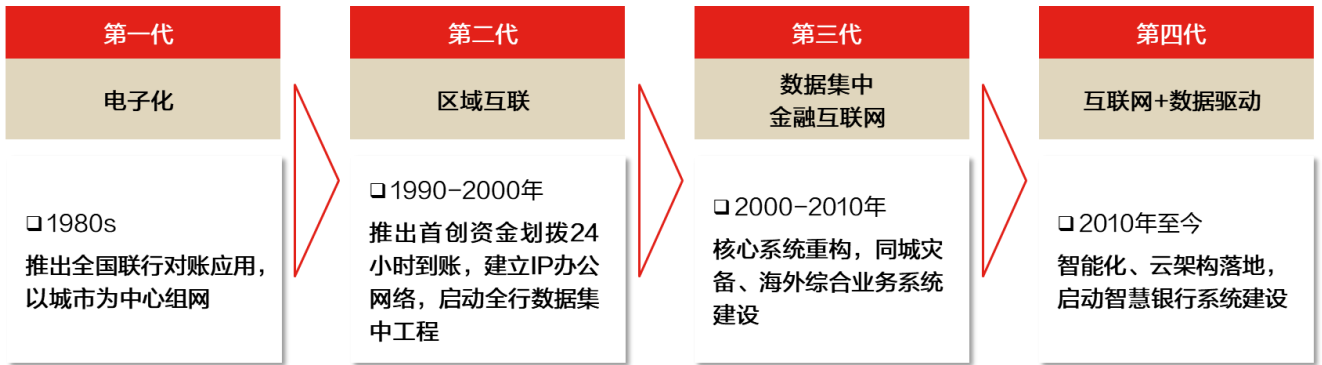 第一代
电子化
❑1980s
推出全国联行对账应用，
以城市为中心组网
第二代
区域互联
❑1990-2000年
推出首创资金划拨24
小时到账，建立IP办公
网络，启动全行数据集
中工程
第三代
数据集中
金融互联网
❑2000-2010年
核心系统重构，同城灾
备、海外综合业务系统
建设
第四代
互联网+数据驱动
❑2010年至今
智能化、云架构落地，
启动智慧银行系统建设